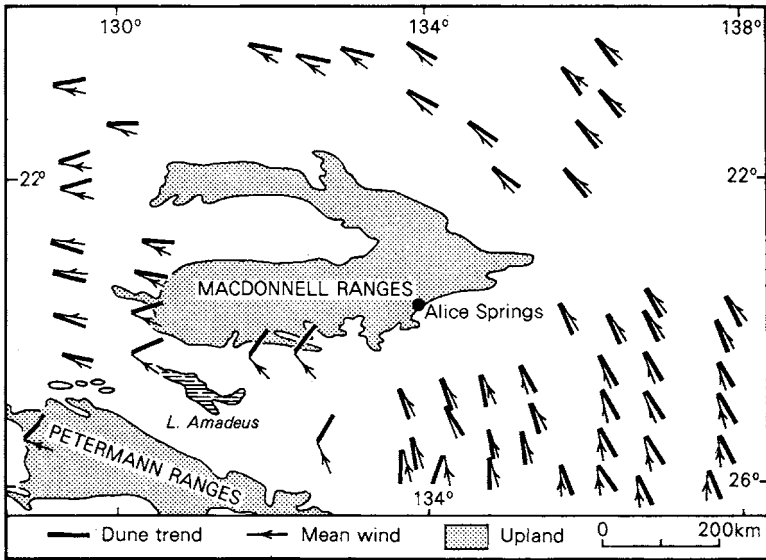 130° 134° 138°
22° 22°
MACDONNELL RANGES
Alice Springs
L. Amadeus
PETERMANN RANGES
134° 26°
Dune trend Mean wind Upland 0 200km